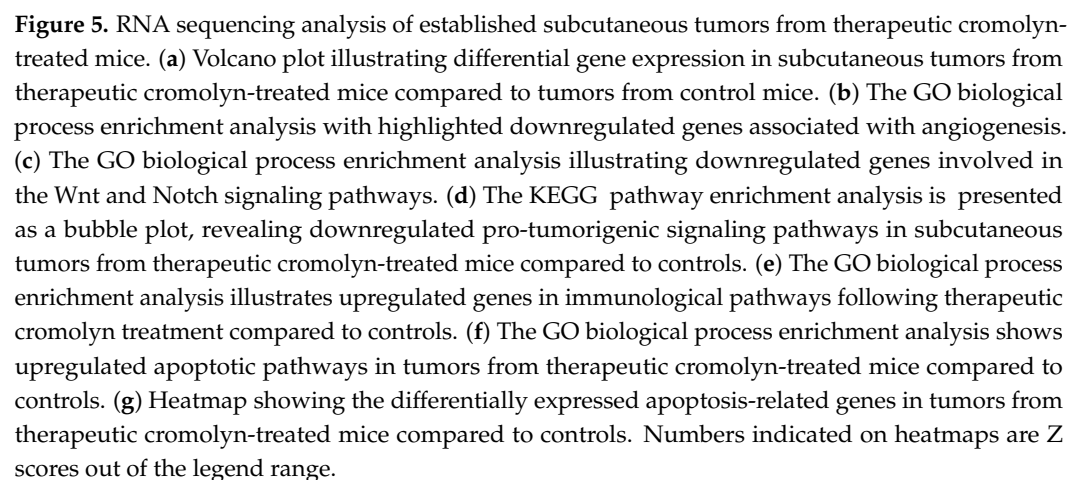 Figure 5. RNA sequencing analysis of established subcutaneous tumors from therapeutic cromolyn-
treated mice. (a) Volcano plot illustrating differential gene expression in subcutaneous tumors from
therapeutic cromolyn-treated mice compared to tumors from control mice. (b) The GO biological
process enrichment analysis with highlighted downregulated genes associated with angiogenesis.
(c) The GO biological process enrichment analysis illustrating downregulated genes involved in
the Wnt and Notch signaling pathways. (d) The KEGG pathway enrichment analysis is presented
as a bubble plot, revealing downregulated pro-tumorigenic signaling pathways in subcutaneous
tumors from therapeutic cromolyn-treated mice compared to controls. (e) The GO biological process
enrichment analysis illustrates upregulated genes in immunological pathways following therapeutic
cromolyn treatment compared to controls. (f) The GO biological process enrichment analysis shows
upregulated apoptotic pathways in tumors from therapeutic cromolyn-treated mice compared to
controls. (g) Heatmap showing the differentially expressed apoptosis-related genes in tumors from
therapeutic cromolyn-treated mice compared to controls. Numbers indicated on heatmaps are Z
scores out of the legend range.